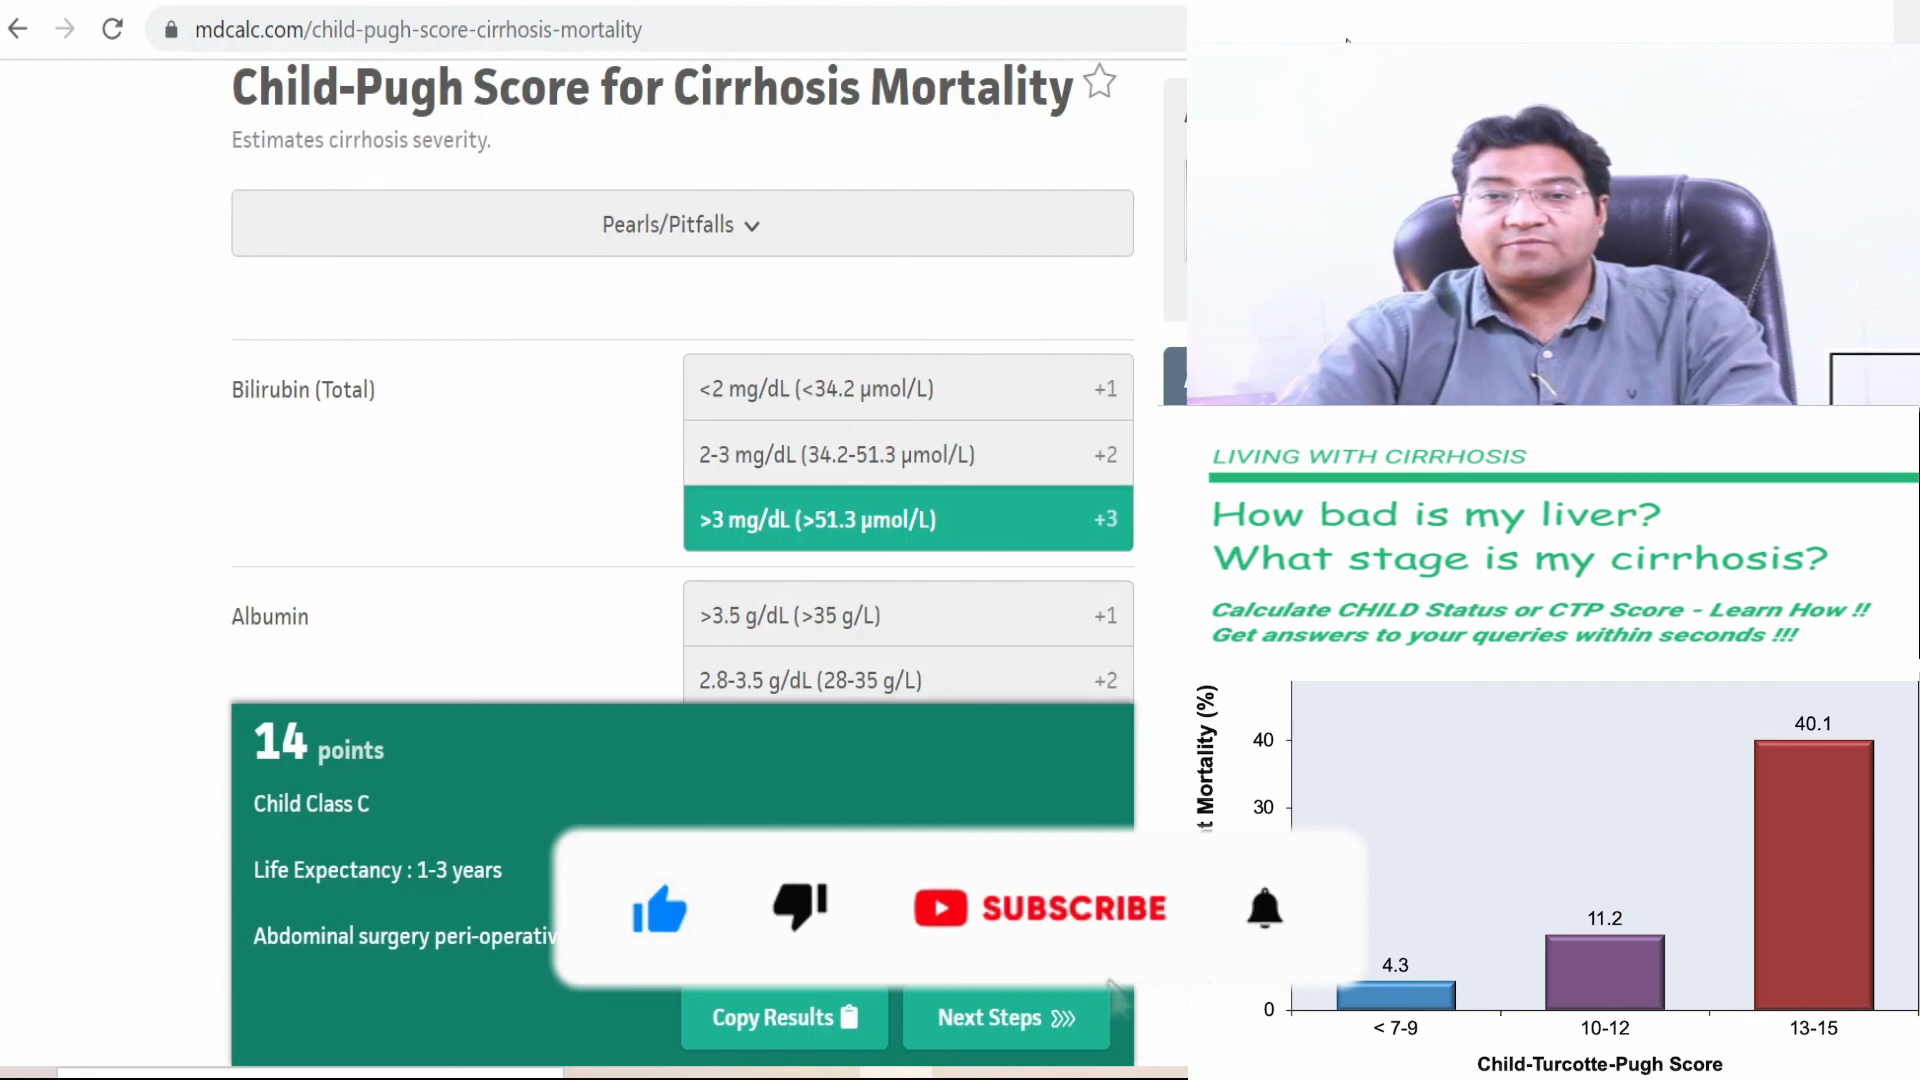 mdcalc.com/child-pugh-score-cirrhosis-mortality
Child-Pugh Score for Cirrhosis Mortality
Estimates cirrhosis severity.
Pearls/Pitfalls
Bilirubin (Total)
<2 mg/dL (<34.2 µmol/L) +1
2-3 mg/dL (34.2-51.3 µmol/L) +2
>3 mg/dL (>51.3 µmol/L) +3
Albumin
>3.5 g/dL (>35 g/L) +1
2.8-3.5 g/dL (28-35 g/L) +2
14 points
Child Class C
Life Expectancy : 1-3 years
Abdominal surgery
SUBSCRIBE
Copy Results
Next Steps
LIVING WITH CIRRHOSIS
How bad is my liver?
What stage is my cirrhosis?
Calculate CHILD Status or CTP Score - Learn How !!
Get answers to your queries within seconds !!!
Mortality (%)
40
30
0
4.3
11.2
40.1
< 7-9
10-12
13-15
Child-Turcotte-Pugh Score